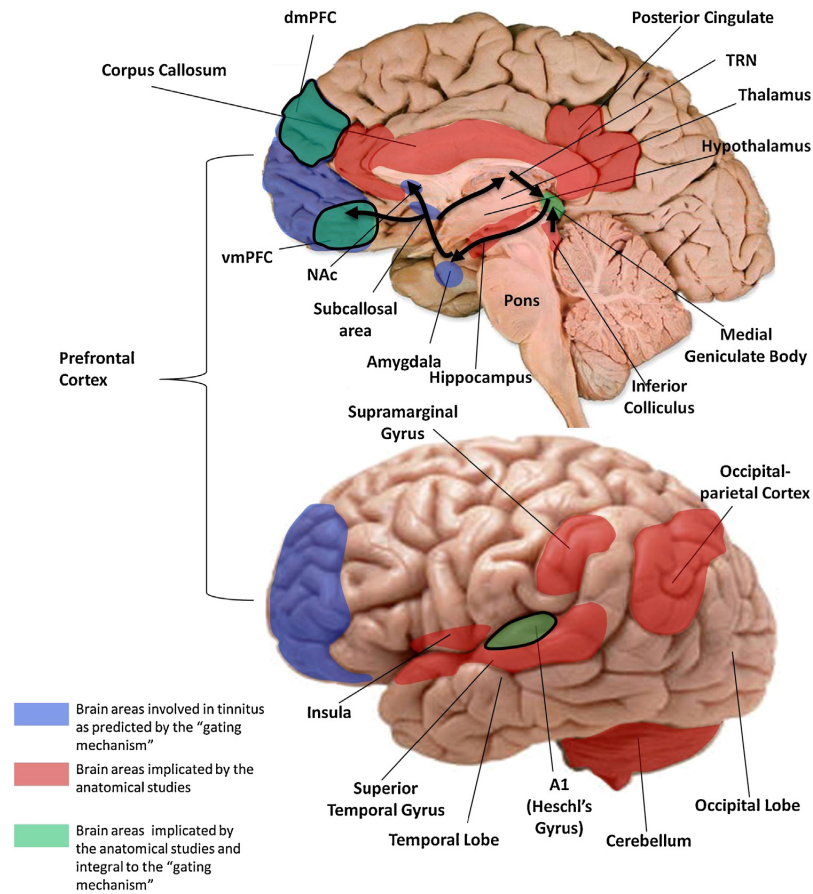 dmPFC
Posterior Cingulate
Corpus Callosum
TRN
Thalamus
Hypothalamus
vmPFC
NAc
Subcallosal
area
Pons
Amygdala
Hippocampus
Medial
Geniculate Body
Inferior
Colliculus
Prefrontal
Cortex
Supramarginal
Gyrus
Occipital-
parietal Cortex
Insula
Superior
Temporal Gyrus
Temporal Lobe
A1
(Heschl's
Gyrus)
Cerebellum
Occipital Lobe
Brain areas involved in tinnitus
as predicted by the “gating
mechanism”
Brain areas implicated by the
anatomical studies
Brain areas implicated by
the anatomical studies and
integral to the “gating
mechanism”